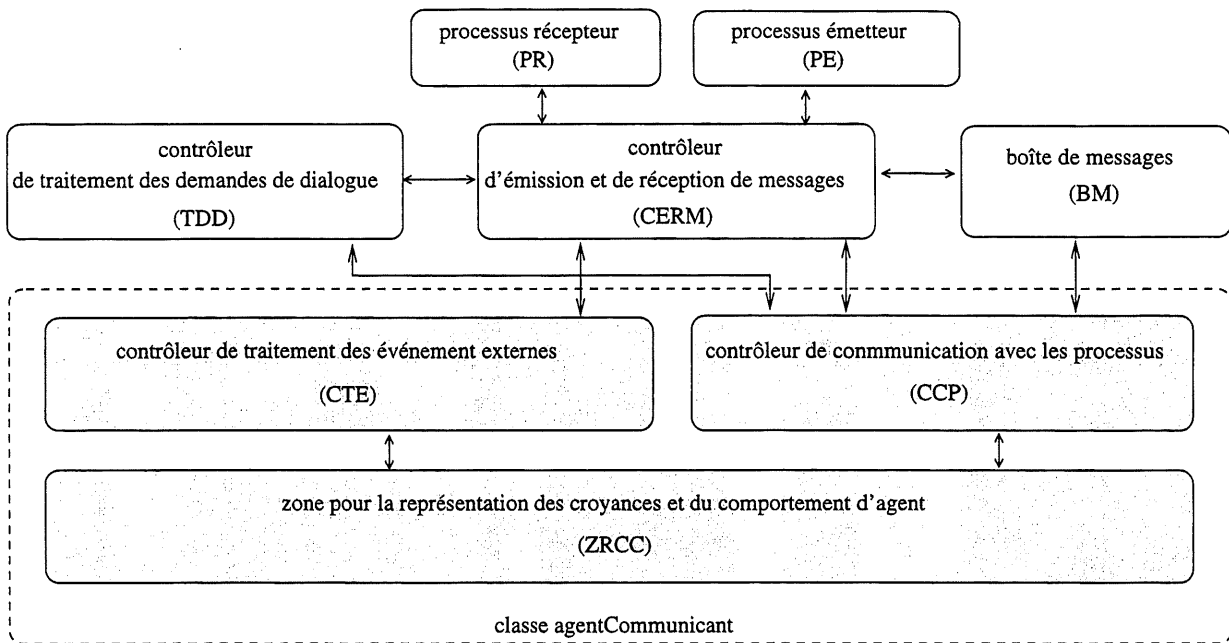 processus récepteur
(PR)
processus émetteur
(PE)
contrôleur
de traitement des demandes de dialogue
(TDD)
contrôleur
d'émission et de réception de messages
(CERM)
boîte de messages
(BM)
contrôleur de traitement des événement externes
(CTE)
contrôleur de conmmunication avec les processus
(CCP)
zone pour la représentation des croyances et du comportement d'agent
(ZRCC)
classe agentCommunicant